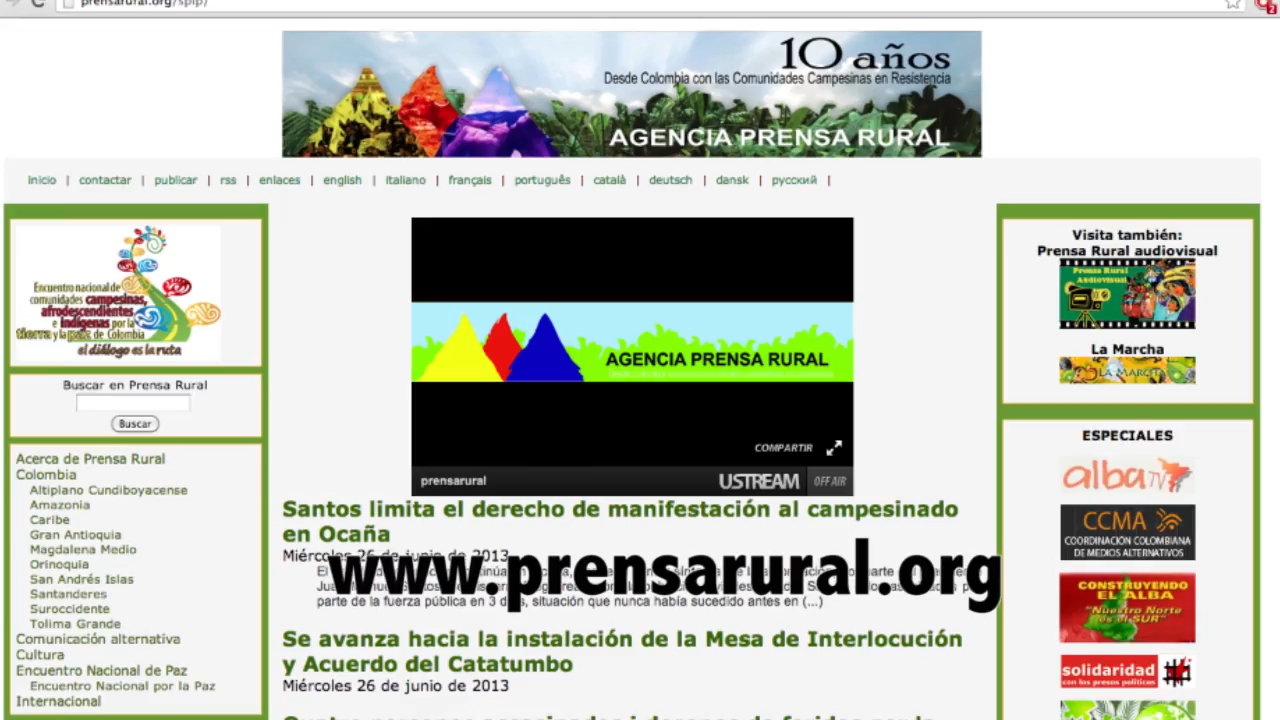 prensarural.org/spip/
10 años
Desde Colombia con las Comunidades Campesinas en Resistencia
AGENCIA PRENSA RURAL
Inicio | contactar | publicar | rss | enlaces | english | italiano | français | português | català | deutsch | dansk | русский |
Encuentro nacional de
comunidades campesinas,
afrodescendientes
e indígenas por la
tierra y la paz de Colombia
el diálogo es la ruta
Buscar en Prensa Rural
Buscar
Acerca de Prensa Rural
Colombia
Altiplano Cundiboyacense
Amazonia
Caribe
Gran Antioquia
Magdalena Medio
Orinoquia
San Andrés Islas
Santanderes
Suroccidente
Tolima Grande
Comunicación alternativa
Cultura
Encuentro Nacional de Paz
Encuentro Nacional por la Paz
Internacional
AGENCIA PRENSA RURAL
COMPARTIR
prensarural
USTREAM
OFF AIR
Santos limita el derecho de manifestación al campesinado
en Ocaña
Miércoles 26 de junio de 2013
www.prensarural.org
parte de la fuerza pública en 3 días, situación que nunca había sucedido antes en (...)
Se avanza hacia la instalación de la Mesa de Interlocución
y Acuerdo del Catatumbo
Miércoles 26 de junio de 2013
Visita también:
Prensa Rural audiovisual
Prensa Rural
Audiovisual
La Marcha
LA MARCHA
ESPECIALES
alba TV
CCMA
COORDINACIÓN COLOMBIANA
DE MEDIOS ALTERNATIVOS
CONSTRUYENDO
EL ALBA
"Nuestro Norte
es el SUR"
solidaridad
con los presos políticos
2